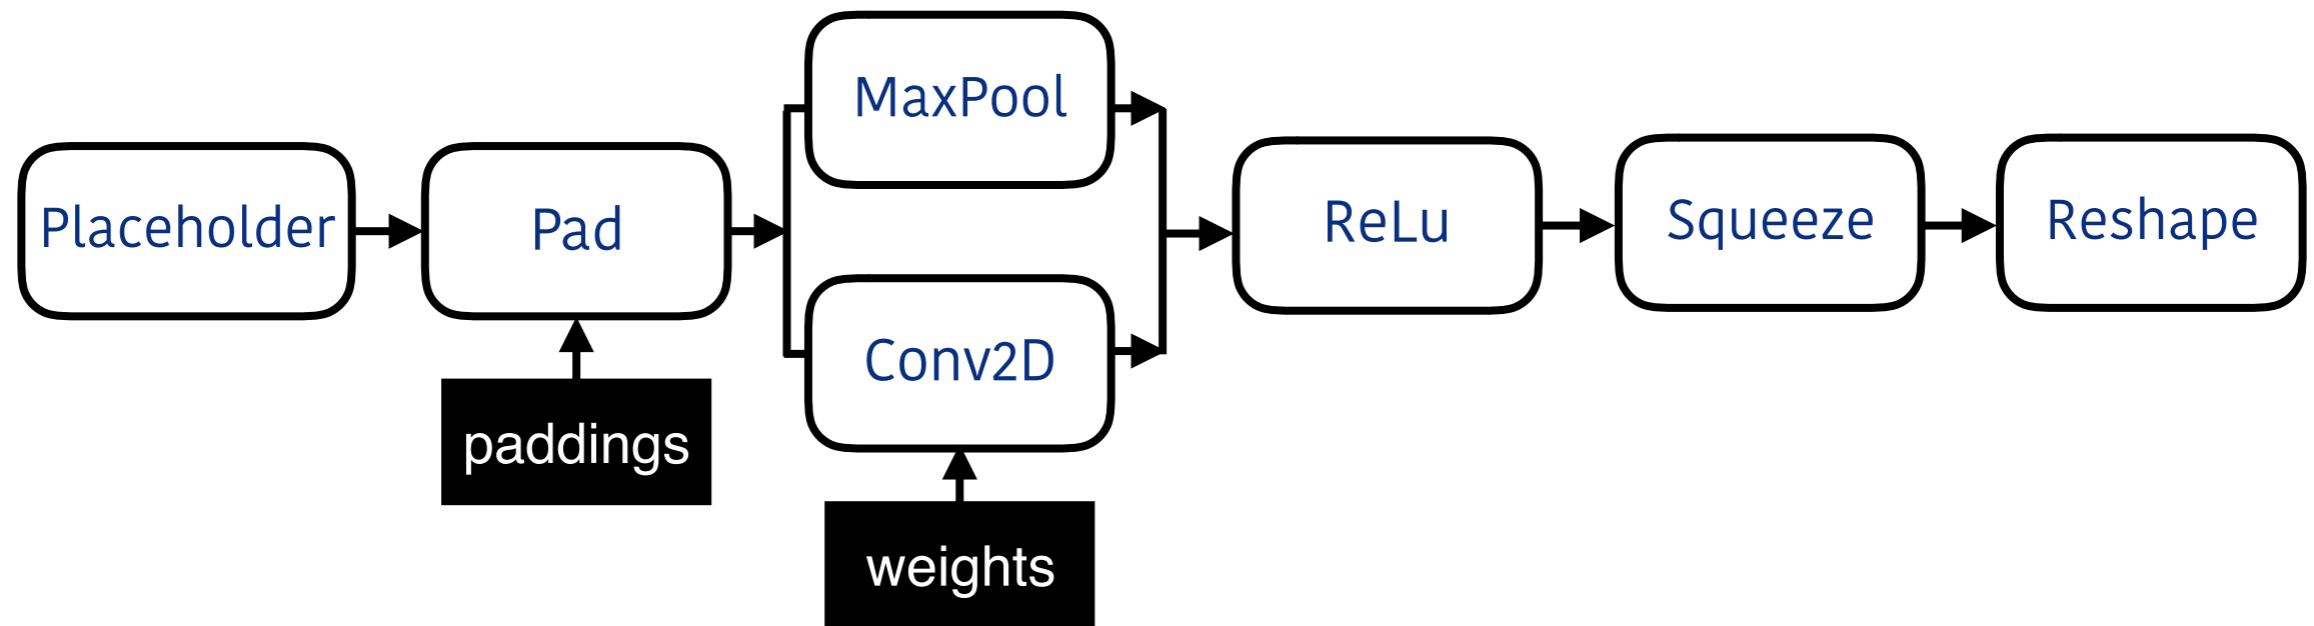 Placeholder
Pad
paddings
MaxPool
Conv2D
weights
ReLu
Squeeze
Reshape